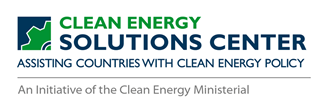 CLEAN ENERGY
SOLUTIONS CENTER
ASSISTING COUNTRIES WITH CLEAN ENERGY POLICY
An Initiative of the Clean Energy Ministerial